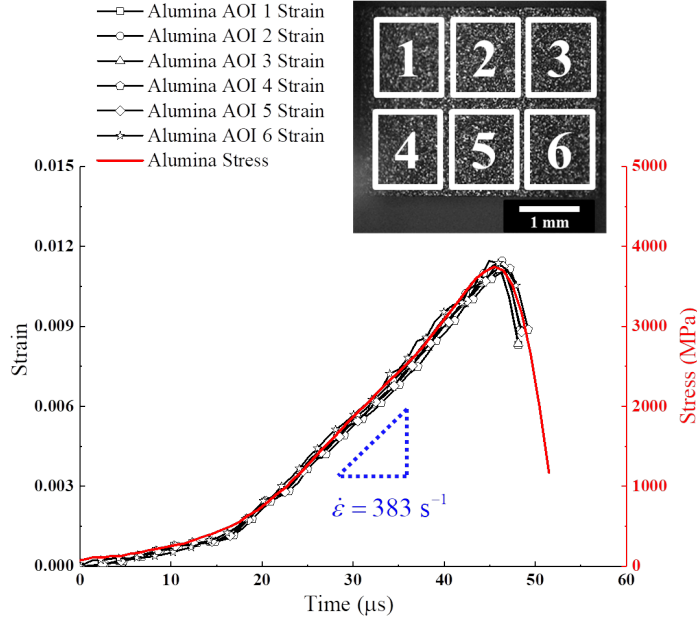 Alumina AOI 1 Strain
Alumina AOI 2 Strain
Alumina AOI 3 Strain
Alumina AOI 4 Strain
Alumina AOI 5 Strain
Alumina AOI 6 Strain
Alumina Stress
1 2 3
4 5 6
1 mm
0.015
0.012
0.009
0.006
0.003
0.000
Strain
5000
4000
3000
2000
1000
0
Stress (MPa)
ε̇ = 383 s⁻¹
0 10 20 30 40 50 60
Time (μs)